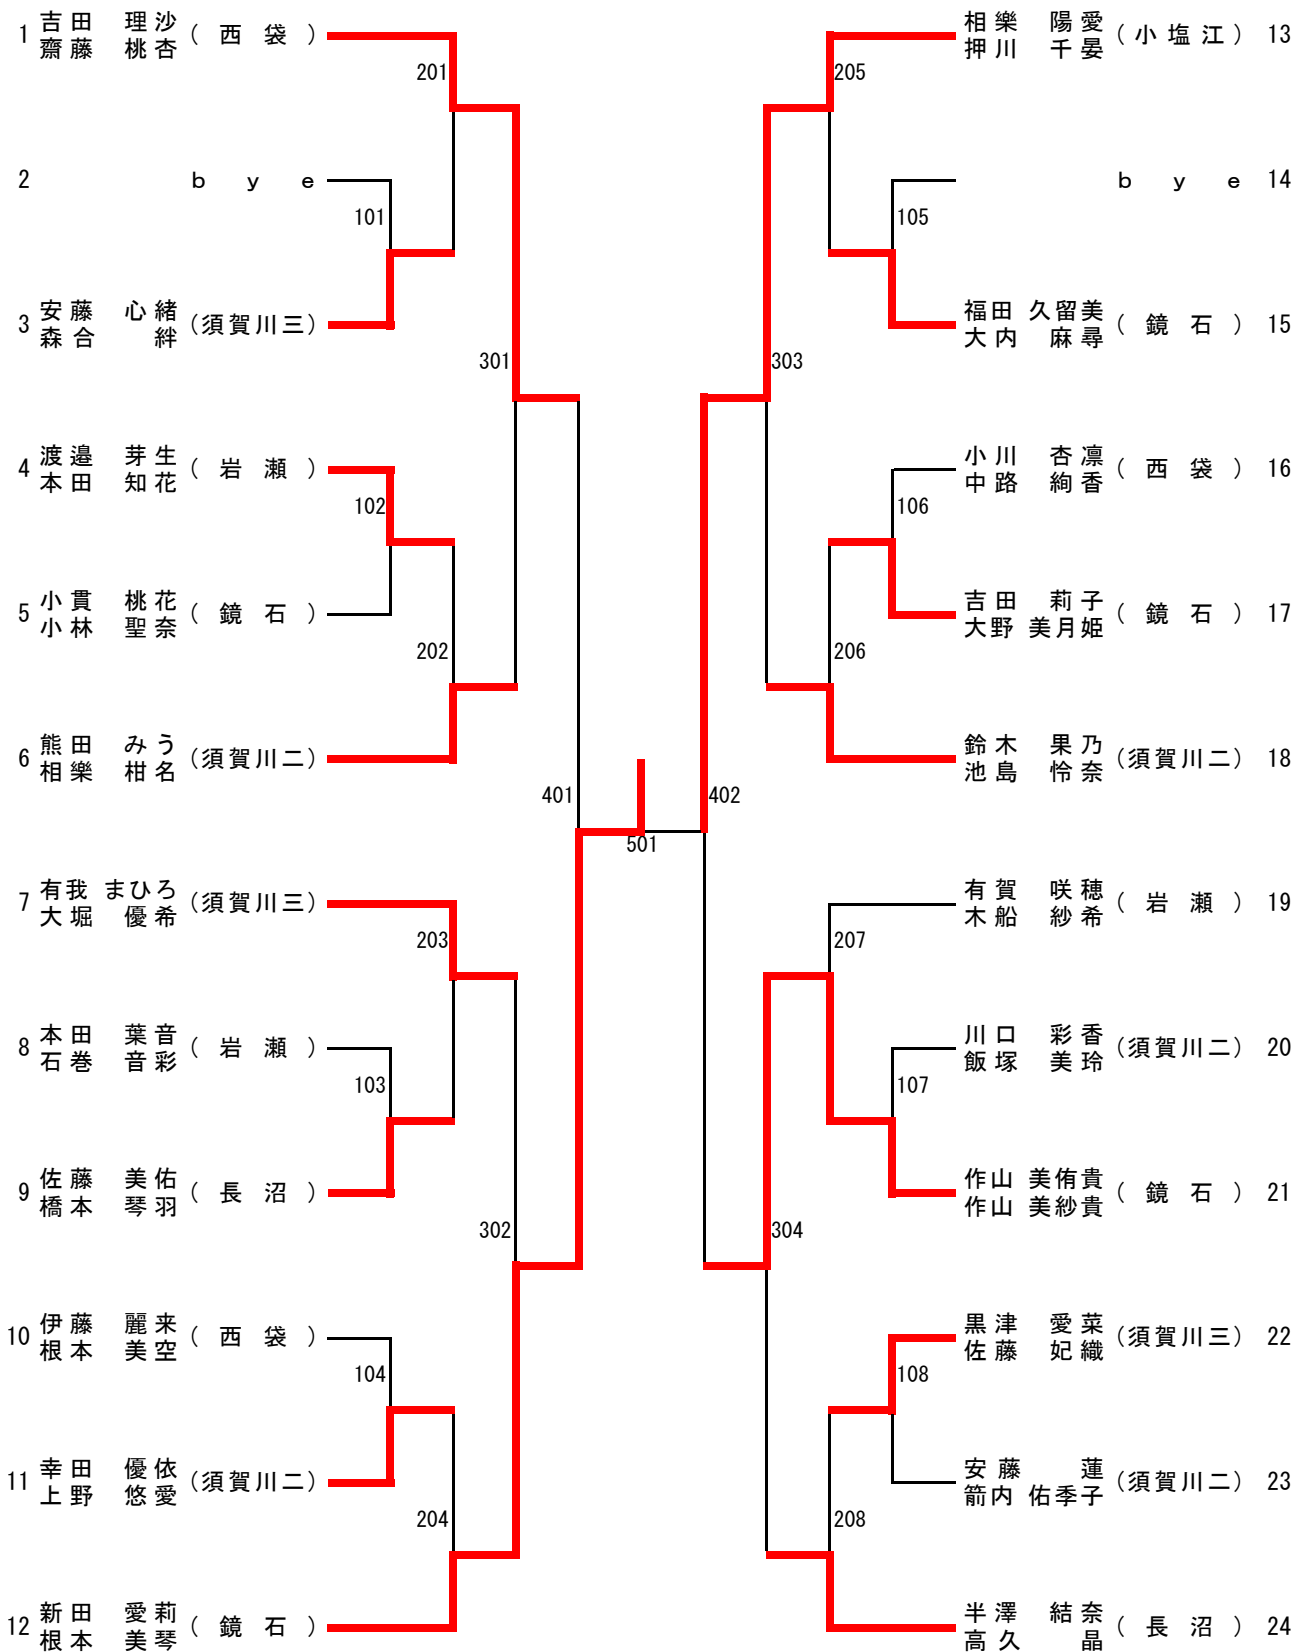 1 吉田 理沙 (西袋)
齋藤 桃杏
201
2 bye
101
3 安藤 心緒 (須賀川三)
森合 絆
301
4 渡邉 芽生 (岩瀬)
本田 知花
102
5 小貫 桃花 (鏡石)
小林 聖奈
202
6 熊田 みう (須賀川二)
相樂 柑名
401
7 有我 まひろ (須賀川三)
大堀 優希
203
8 本田 葉音 (岩瀬)
石巻 音彩
103
9 佐藤 美佑 (長沼)
橋本 琴羽
302
10 伊藤 麗来 (西袋)
根本 美空
104
11 幸田 優依 (須賀川二)
上野 悠愛
204
12 新田 愛莉 (鏡石)
根本 美琴
501
相樂 陽愛 (小塩江) 13
押川 千晏
205
bye 14
105
福田 久留美 (鏡石) 15
大内 麻尋
303
小川 杏凛 (西袋) 16
中路 絢香
106
吉田 莉子 (鏡石) 17
大野 美月姫
206
鈴木 果乃 (須賀川二) 18
池島 怜奈
402
有賀 咲穂 (岩瀬) 19
木船 紗希
207
川口 彩香 (須賀川二) 20
飯塚 美玲
107
作山 美侑貴 (鏡石) 21
作山 美紗貴
304
黒津 愛菜 (須賀川三) 22
佐藤 妃織
108
安藤 蓮 (須賀川二) 23
箭内 佑季子
208
半澤 結奈 (長沼) 24
高久 晶